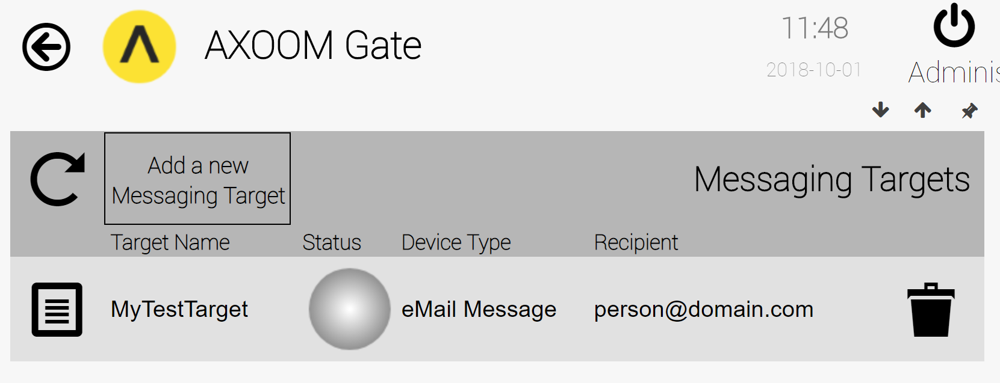 AXOOM Gate
11:48
2018-10-01
Adminis
Add a new
Messaging Target
Messaging Targets
Target Name Status Device Type Recipient
MyTestTarget eMail Message person@domain.com